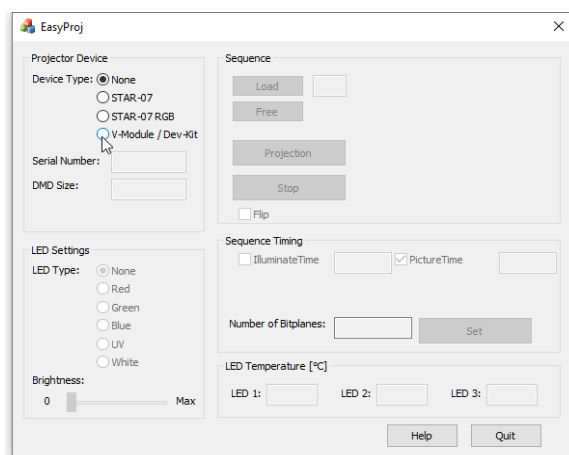 EasyProj
Projector Device
Device Type: None
STAR-07
STAR-07 RGB
V-Module / Dev-Kit
Serial Number:
DMD Size:
LED Settings
LED Type: None
Red
Green
Blue
UV
White
Brightness:
0 Max
Sequence
Load
Free
Projection
Stop
Flip
Sequence Timing
IlluminateTime PictureTime
Number of Bitplanes: Set
LED Temperature [°C]
LED 1: LED 2: LED 3:
Help Quit